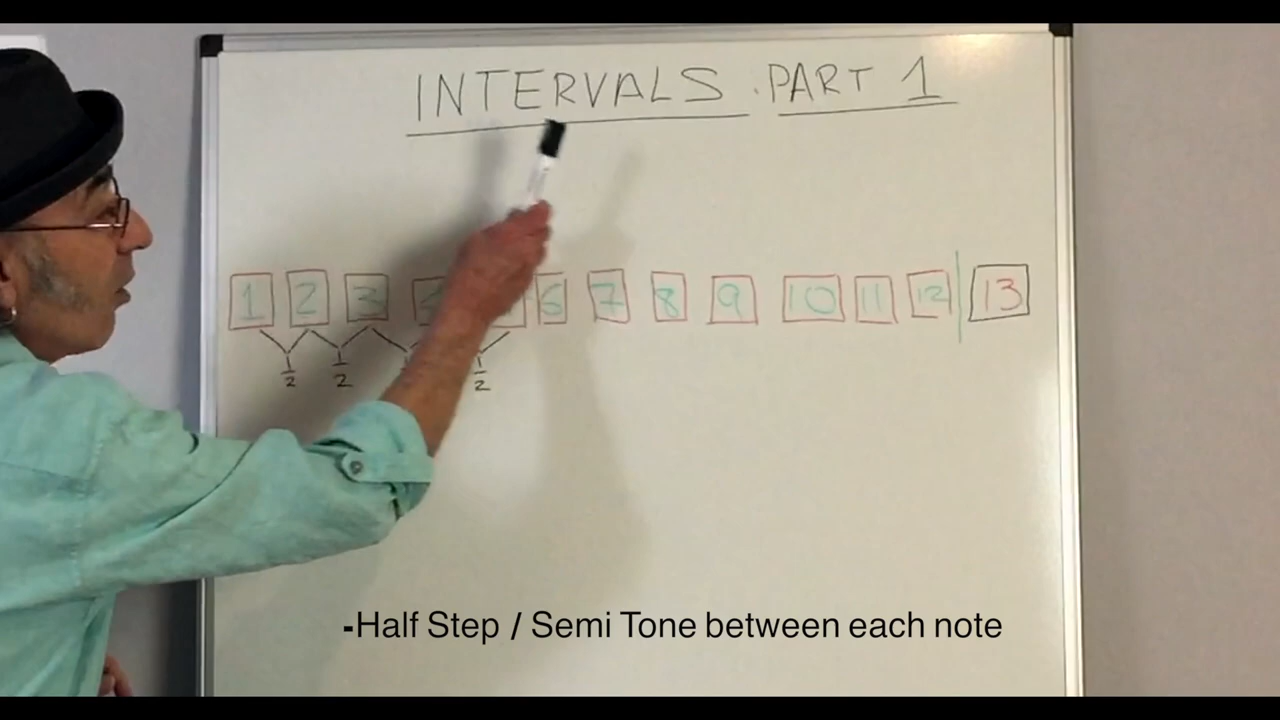 INTERVALS : PART 1
1 2 3 6 7 8 9 10 11 12 13
1/2 1/2 1/2
-Half Step / Semi Tone between each note